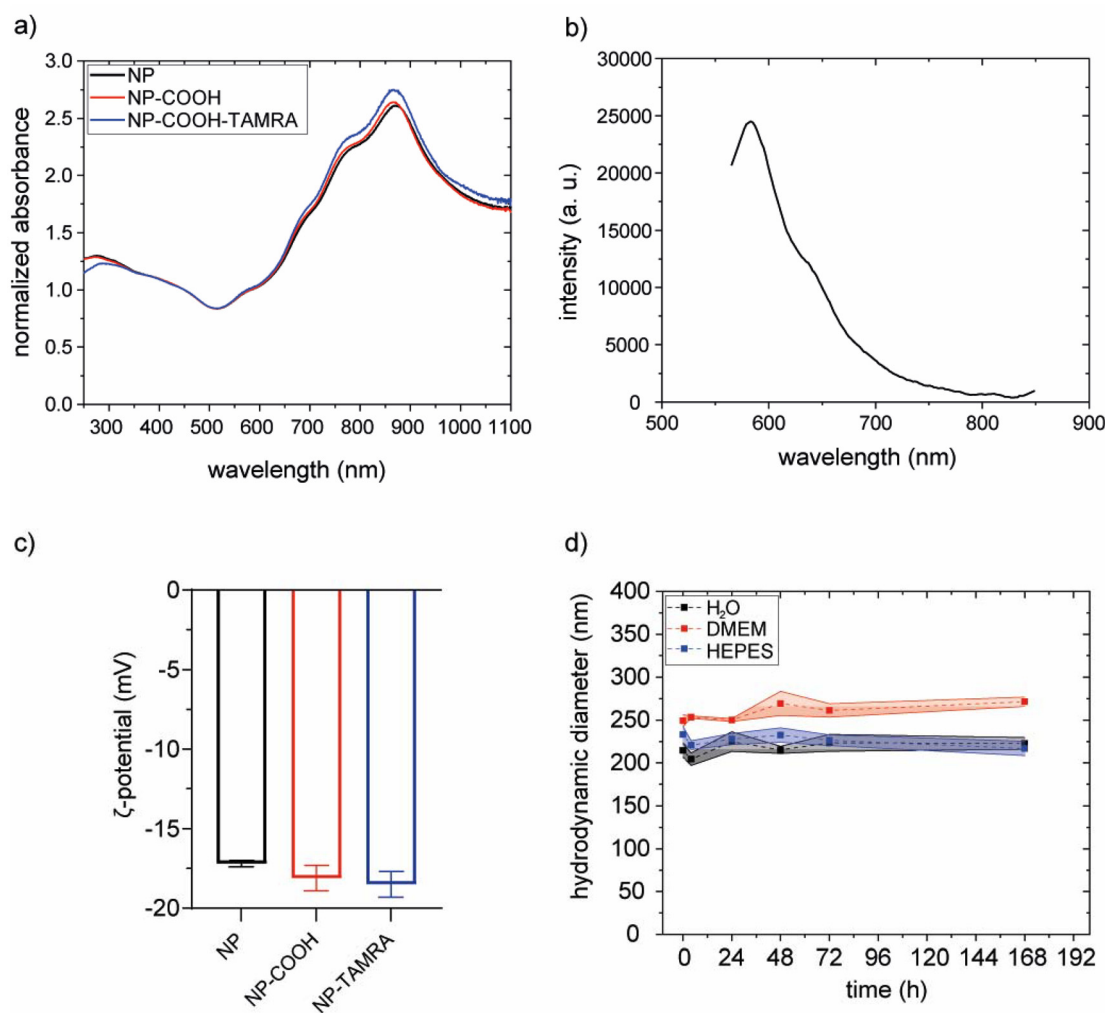 a)
3.0
2.5
2.0
1.5
1.0
0.5
0.0
normalized absorbance
NP
NP-COOH
NP-COOH-TAMRA
300 400 500 600 700 800 900 1000 1100
wavelength (nm)
b)
30000
25000
20000
15000
10000
5000
0
intensity (a. u.)
500 600 700 800 900
wavelength (nm)
c)
0
-5
-10
-15
-20
ζ-potential (mV)
NP
NP-COOH
NP-TAMRA
d)
400
350
300
250
200
150
100
50
0
hydrodynamic diameter (nm)
H₂O
DMEM
HEPES
0 24 48 72 96 120 144 168 192
time (h)